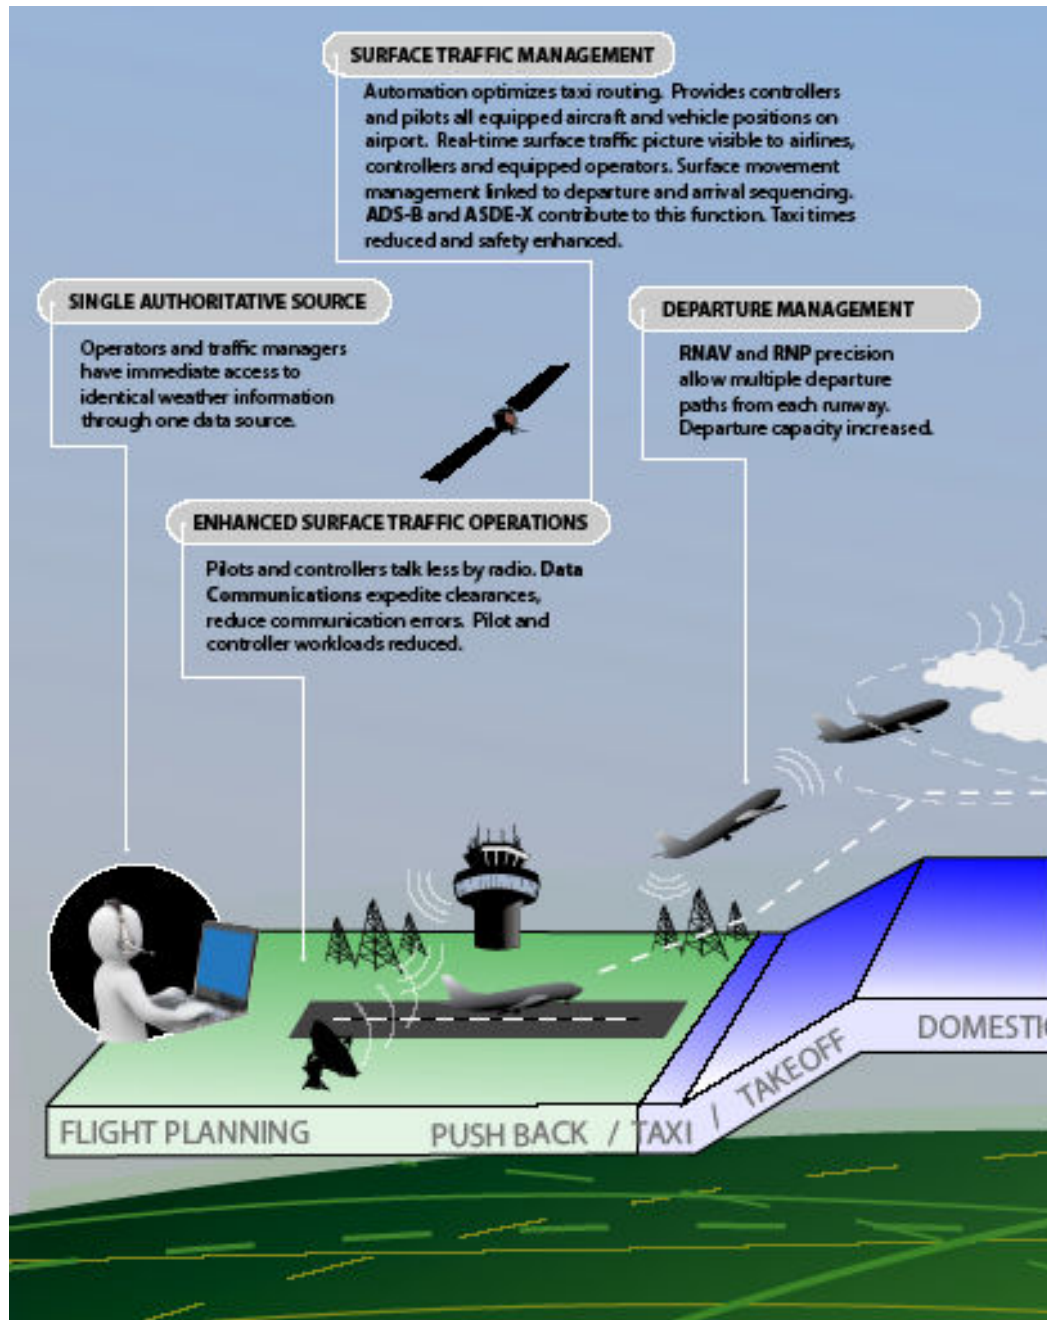 SURFACE TRAFFIC MANAGEMENT
Automation optimizes taxi routing. Provides controllers
and pilots all equipped aircraft and vehicle positions on
airport. Real-time surface traffic picture visible to airlines,
controllers and equipped operators. Surface movement
management linked to departure and arrival sequencing.
ADS-B and ASDE-X contribute to this function. Taxi times
reduced and safety enhanced.
SINGLE AUTHORITATIVE SOURCE
Operators and traffic managers
have immediate access to
identical weather information
through one data source.
DEPARTURE MANAGEMENT
RNAV and RNP precision
allow multiple departure
paths from each runway.
Departure capacity increased.
ENHANCED SURFACE TRAFFIC OPERATIONS
Pilots and controllers talk less by radio. Data
Communications expedite clearances,
reduce communication errors. Pilot and
controller workloads reduced.
FLIGHT PLANNING
PUSH BACK / TAXI / TAKEOFF
DOMESTIC